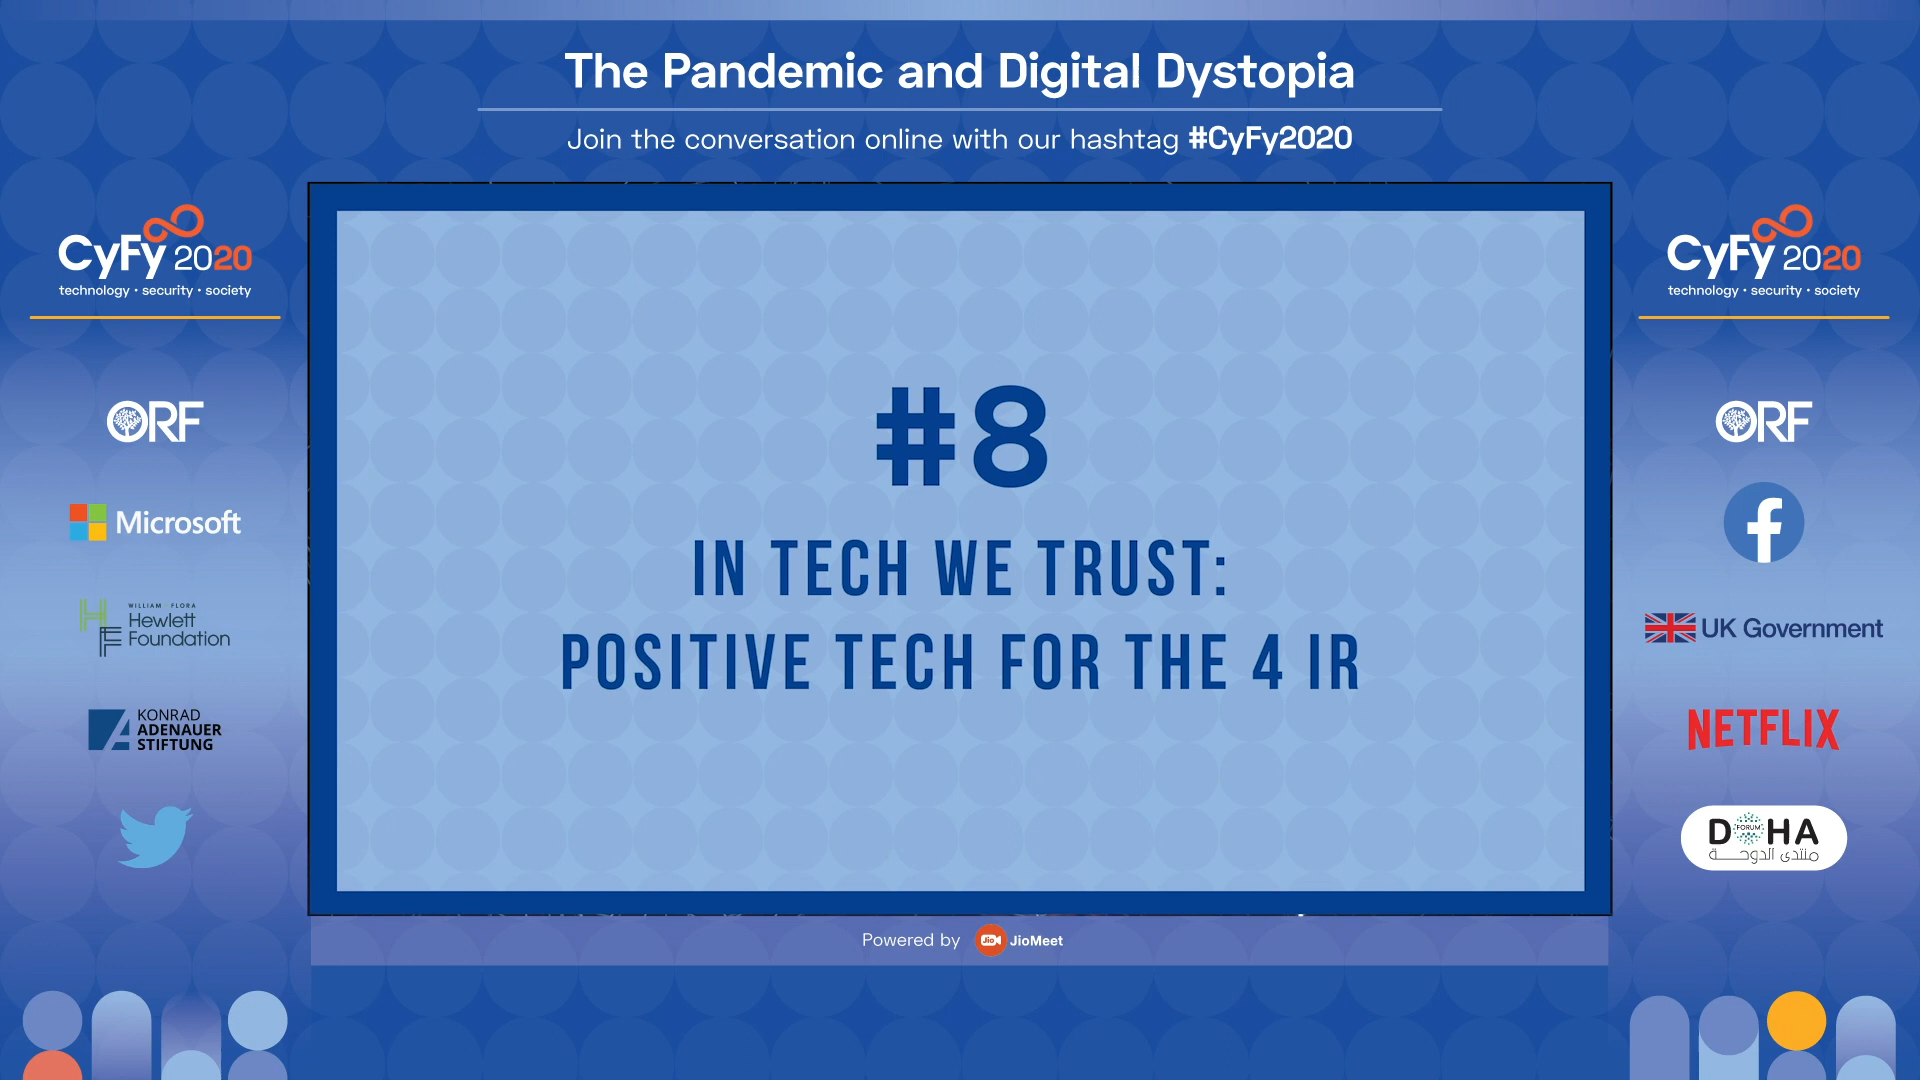 The Pandemic and Digital Dystopia
Join the conversation online with our hashtag #CyFy2020
CyFy 2020
technology • security • society
ORF
Microsoft
WILLIAM FLORA
Hewlett
Foundation
KONRAD
ADENAUER
STIFTUNG
#8
IN TECH WE TRUST:
POSITIVE TECH FOR THE 4 IR
Powered by Jio JioMeet
CyFy 2020
technology • security • society
ORF
f
UK Government
NETFLIX
DOHA
FORUM
منتدى الدوحة